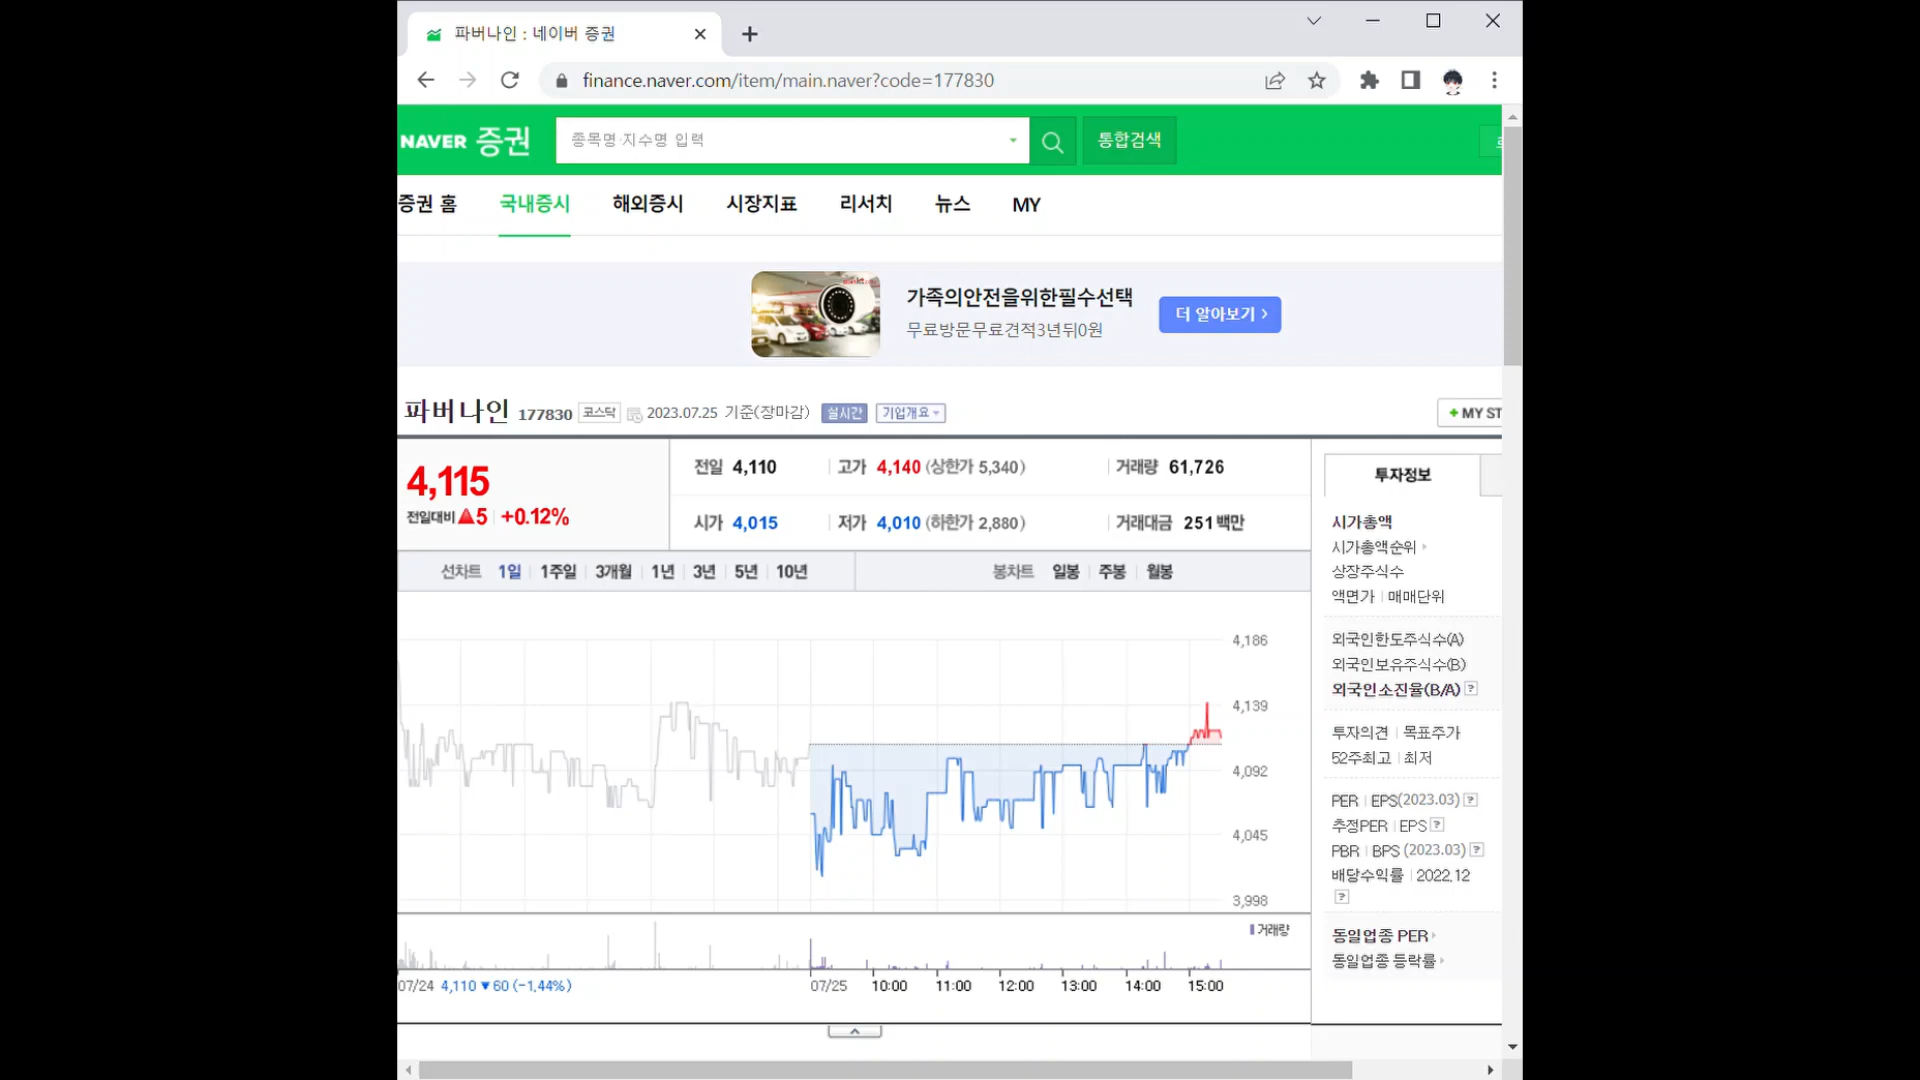 파버나인 : 네이버 증권
finance.naver.com/item/main.naver?code=177830
NAVER 증권
종목명·지수명 입력
통합검색
증권 홈 국내증시 해외증시 시장지표 리서치 뉴스 MY
가족의안전을위한필수선택
무료방문무료견적3년뒤0원
더 알아보기 ›
파버나인 177830 코스닥 2023.07.25 기준(장마감) 실시간 기업개요
+ MY ST
4,115
전일대비 ▲5 +0.12%
전일 4,110 고가 4,140 (상한가 5,340) 거래량 61,726
시가 4,015 저가 4,010 (하한가 2,880) 거래대금 251 백만
선차트 1일 1주일 3개월 1년 3년 5년 10년 봉차트 일봉 주봉 월봉
4,186
4,139
4,092
4,045
3,998
거래량
07/24 4,110 ▼60 (-1.44%) 07/25 10:00 11:00 12:00 13:00 14:00 15:00
투자정보
시가총액
시가총액순위
상장주식수
액면가 매매단위
외국인한도주식수(A)
외국인보유주식수(B)
외국인소진율(B/A) ?
투자의견 목표주가
52주최고 최저
PER EPS(2023.03) ?
추정PER EPS ?
PBR BPS (2023.03) ?
배당수익률 2022.12
?
동일업종 PER
동일업종 등락률